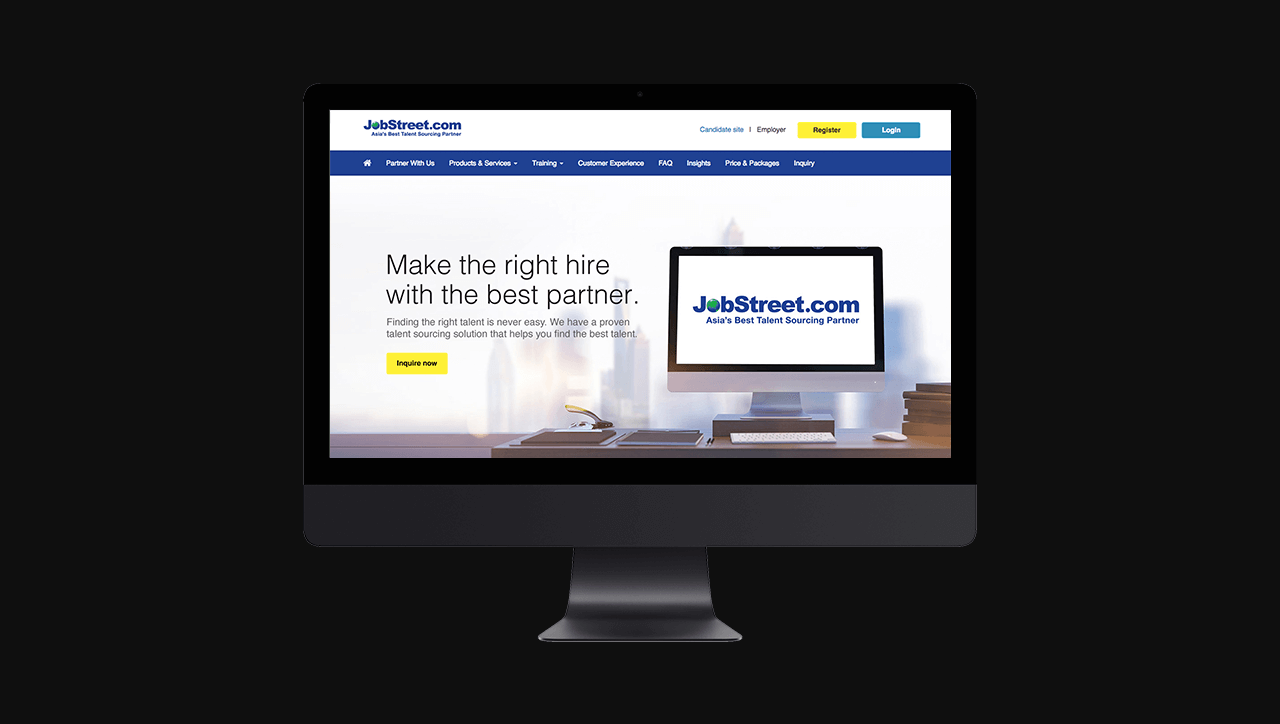 JobStreet.com
Asia's Best Talent Sourcing Partner
Candidate site | Employer Register Login
Partner With Us Products & Services Training Customer Experience FAQ Insights Price & Packages Inquiry
Make the right hire
with the best partner.
Finding the right talent is never easy. We have a proven
talent sourcing solution that helps you find the best talent.
Inquire now
JobStreet.com
Asia's Best Talent Sourcing Partner